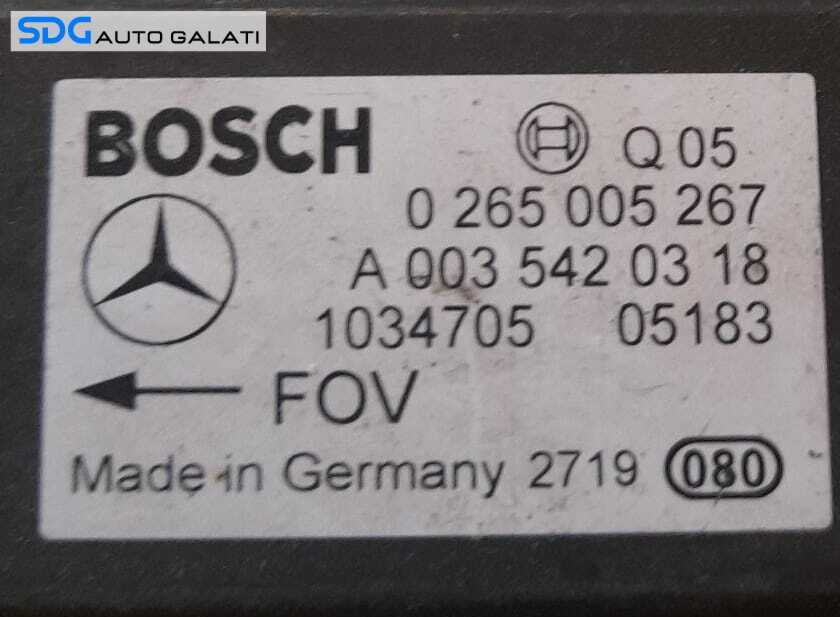 SDG AUTO GALATI
BOSCH
Q 05
0 265 005 267
A 003 542 03 18
1034705 05183
FOV
Made in Germany 2719 080